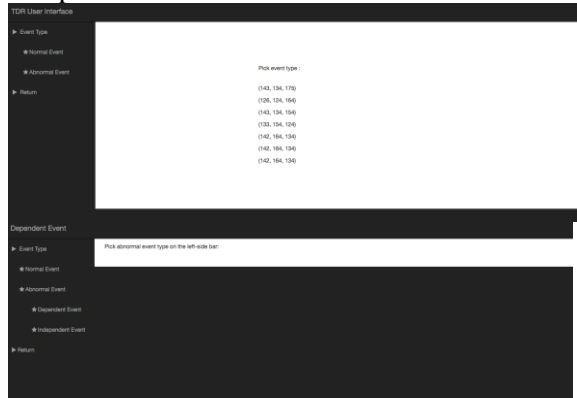 TDR User Interface
▶ Event Type
★ Normal Event
★ Abnormal Event
▶ Return
Pick event type :
(143, 134, 175)
(126, 124, 164)
(143, 134, 154)
(133, 154, 124)
(142, 164, 134)
(142, 164, 134)
(142, 164, 134)
Dependent Event
▶ Event Type
★ Normal Event
★ Abnormal Event
★ Dependent Event
★ Independent Event
▶ Return
Pick abnormal event type on the left-side bar: